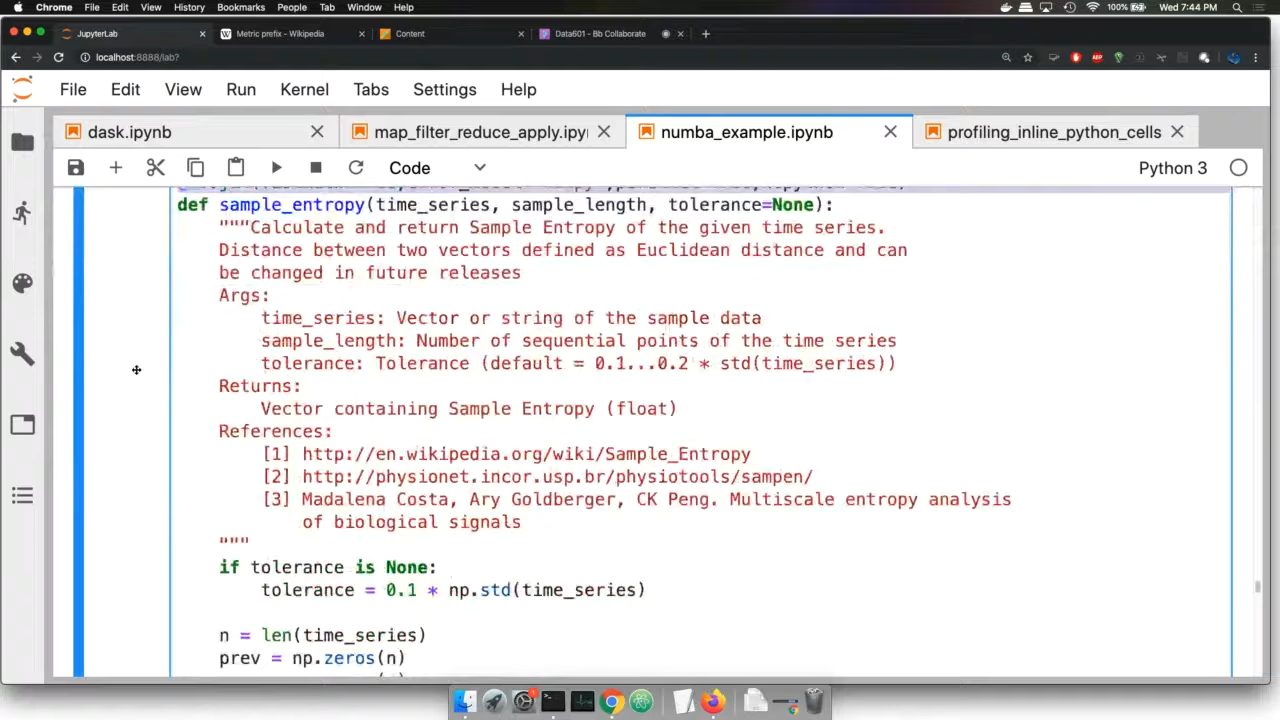 Chrome File Edit View History Bookmarks People Tab Window Help 100% Wed 7:44 PM
JupyterLab Metric prefix - Wikipedia Content Data601 - Bb Collaborate
localhost:8888/lab?
File Edit View Run Kernel Tabs Settings Help
dask.ipynb map_filter_reduce_apply.ipy numba_example.ipynb profiling_inline_python_cells
Code Python 3
def sample_entropy(time_series, sample_length, tolerance=None):
"""Calculate and return Sample Entropy of the given time series.
Distance between two vectors defined as Euclidean distance and can
be changed in future releases
Args:
time_series: Vector or string of the sample data
sample_length: Number of sequential points of the time series
tolerance: Tolerance (default = 0.1...0.2 * std(time_series))
Returns:
Vector containing Sample Entropy (float)
References:
[1] http://en.wikipedia.org/wiki/Sample_Entropy
[2] http://physionet.incor.usp.br/physiotools/sampen/
[3] Madalena Costa, Ary Goldberger, CK Peng. Multiscale entropy analysis
of biological signals
"""
if tolerance is None:
tolerance = 0.1 * np.std(time_series)
n = len(time_series)
prev = np.zeros(n)